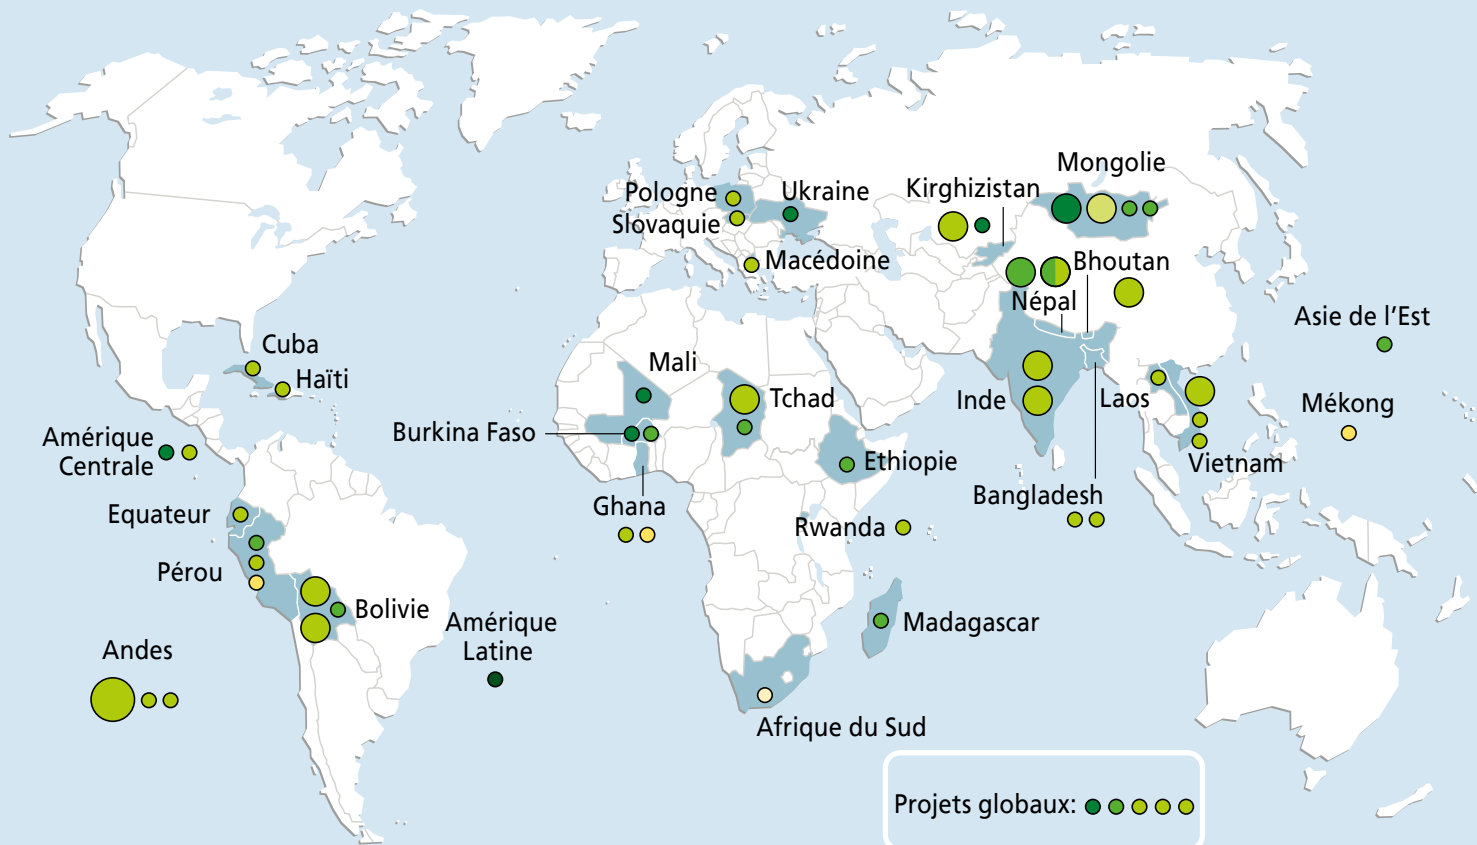 Mongolie
Pologne
Ukraine
Kirghizistan
Slovaquie
Macédoine
Bhoutan
Népal
Asie de l’Est
Cuba
Haïti
Mali
Tchad
Inde
Laos
Mékong
Burkina Faso
Amérique
Centrale
Ethiopie
Vietnam
Bangladesh
Ghana
Equateur
Rwanda
Pérou
Bolivie
Amérique
Latine
Madagascar
Andes
Afrique du Sud
Projets globaux: